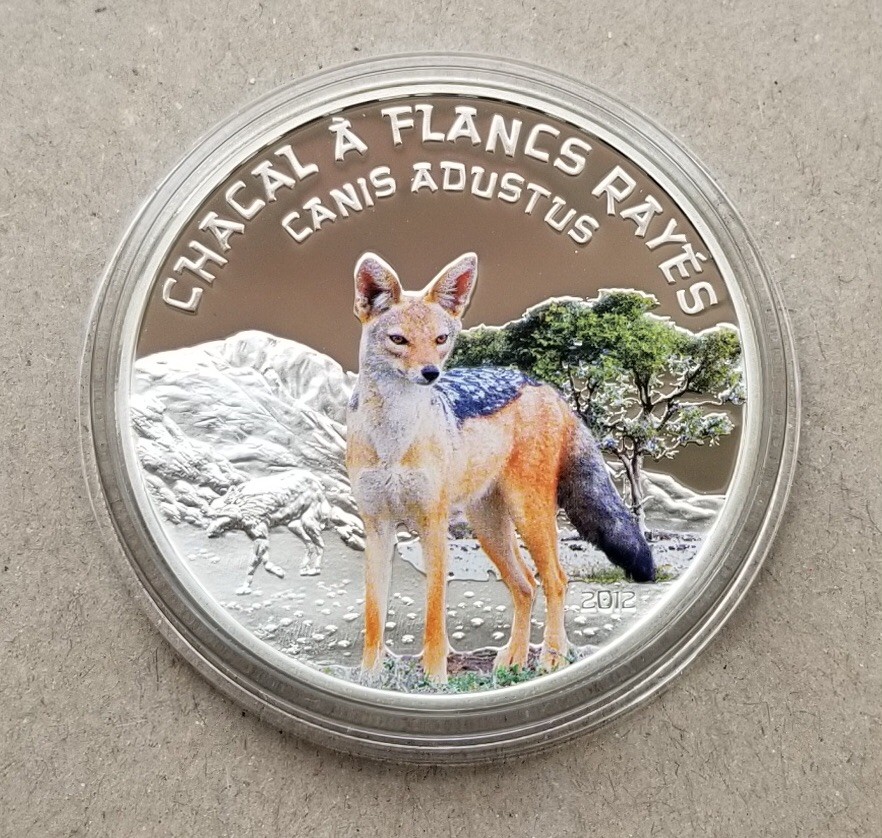 CHACAL À FLANCS RAYÉS
CANIS ADUSTUS
2012